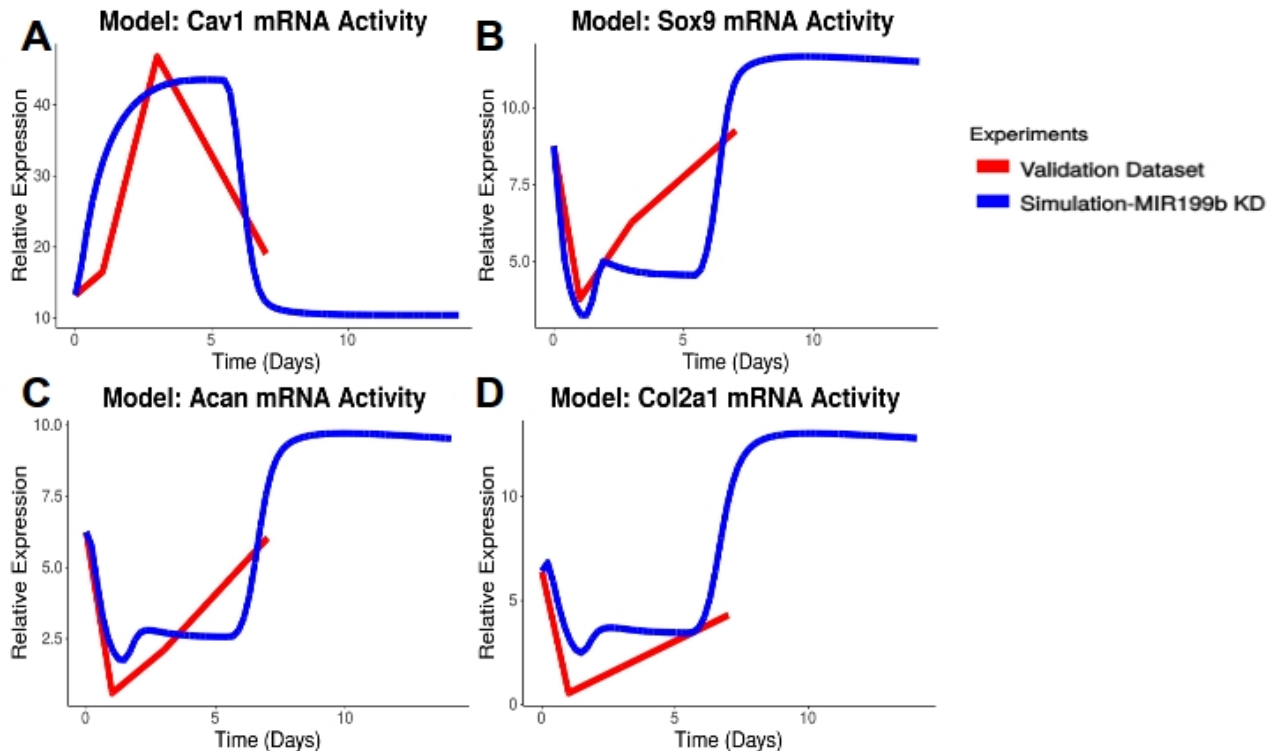 A
Model: Cav1 mRNA Activity
Relative Expression
40
30
20
10
0
5
10
Time (Days)
B
Model: Sox9 mRNA Activity
Relative Expression
10.0
7.5
5.0
0
5
10
Time (Days)
Experiments
Validation Dataset
Simulation-MIR199b KD
C
Model: Acan mRNA Activity
Relative Expression
10.0
7.5
5.0
2.5
0
5
10
Time (Days)
D
Model: Col2a1 mRNA Activity
Relative Expression
10
5
0
0
5
10
Time (Days)